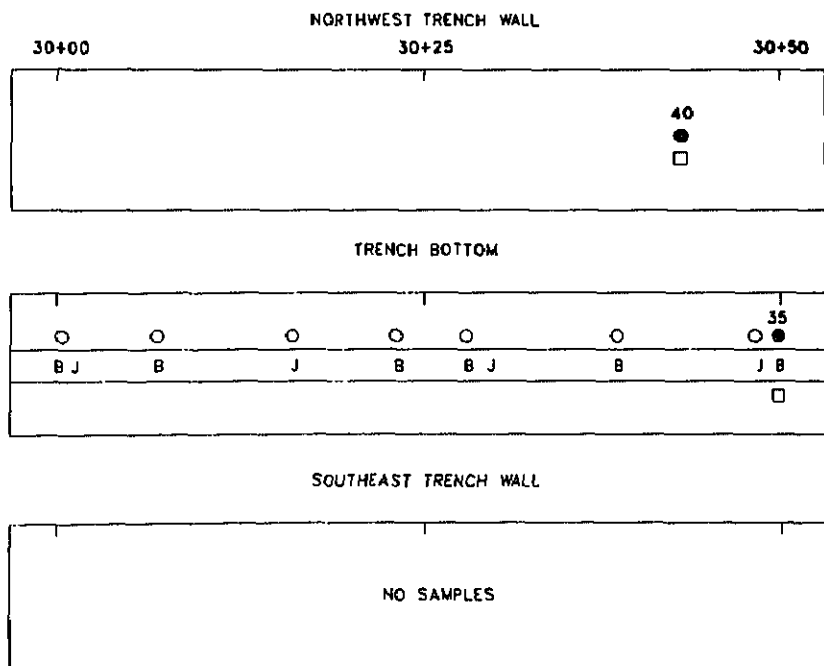 NORTHWEST TRENCH WALL
30+00 30+25 30+50
40
TRENCH BOTTOM
35
B J B J B B J B J B
SOUTHEAST TRENCH WALL
NO SAMPLES